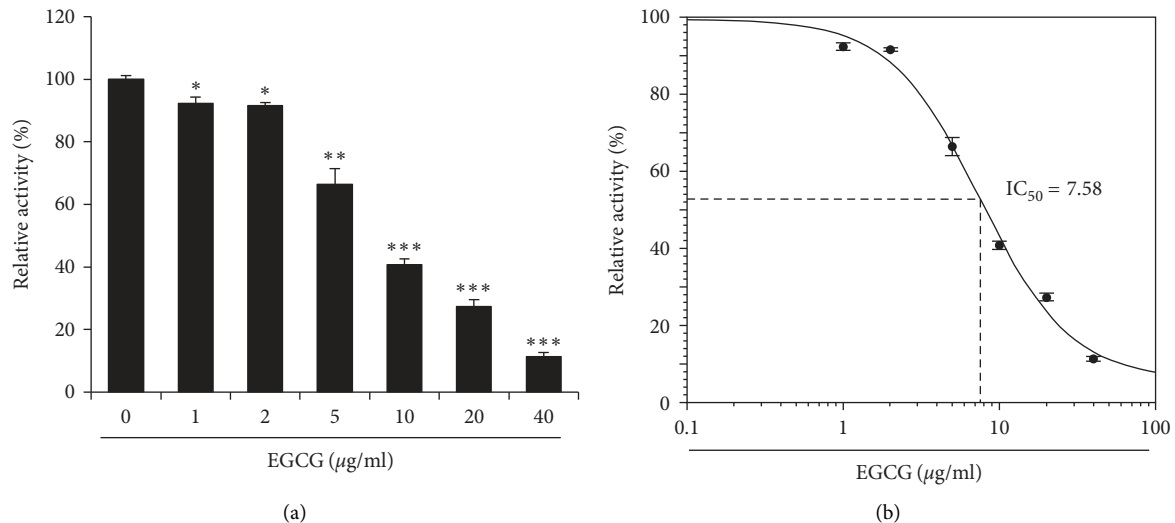 120
100
80
60
40
20
0
Relative activity (%)
*
*
**
***
***
***
0 1 2 5 10 20 40
EGCG (µg/ml)
(a)
100
80
60
40
20
0
Relative activity (%)
IC50 = 7.58
0.1 1 10 100
EGCG (µg/ml)
(b)